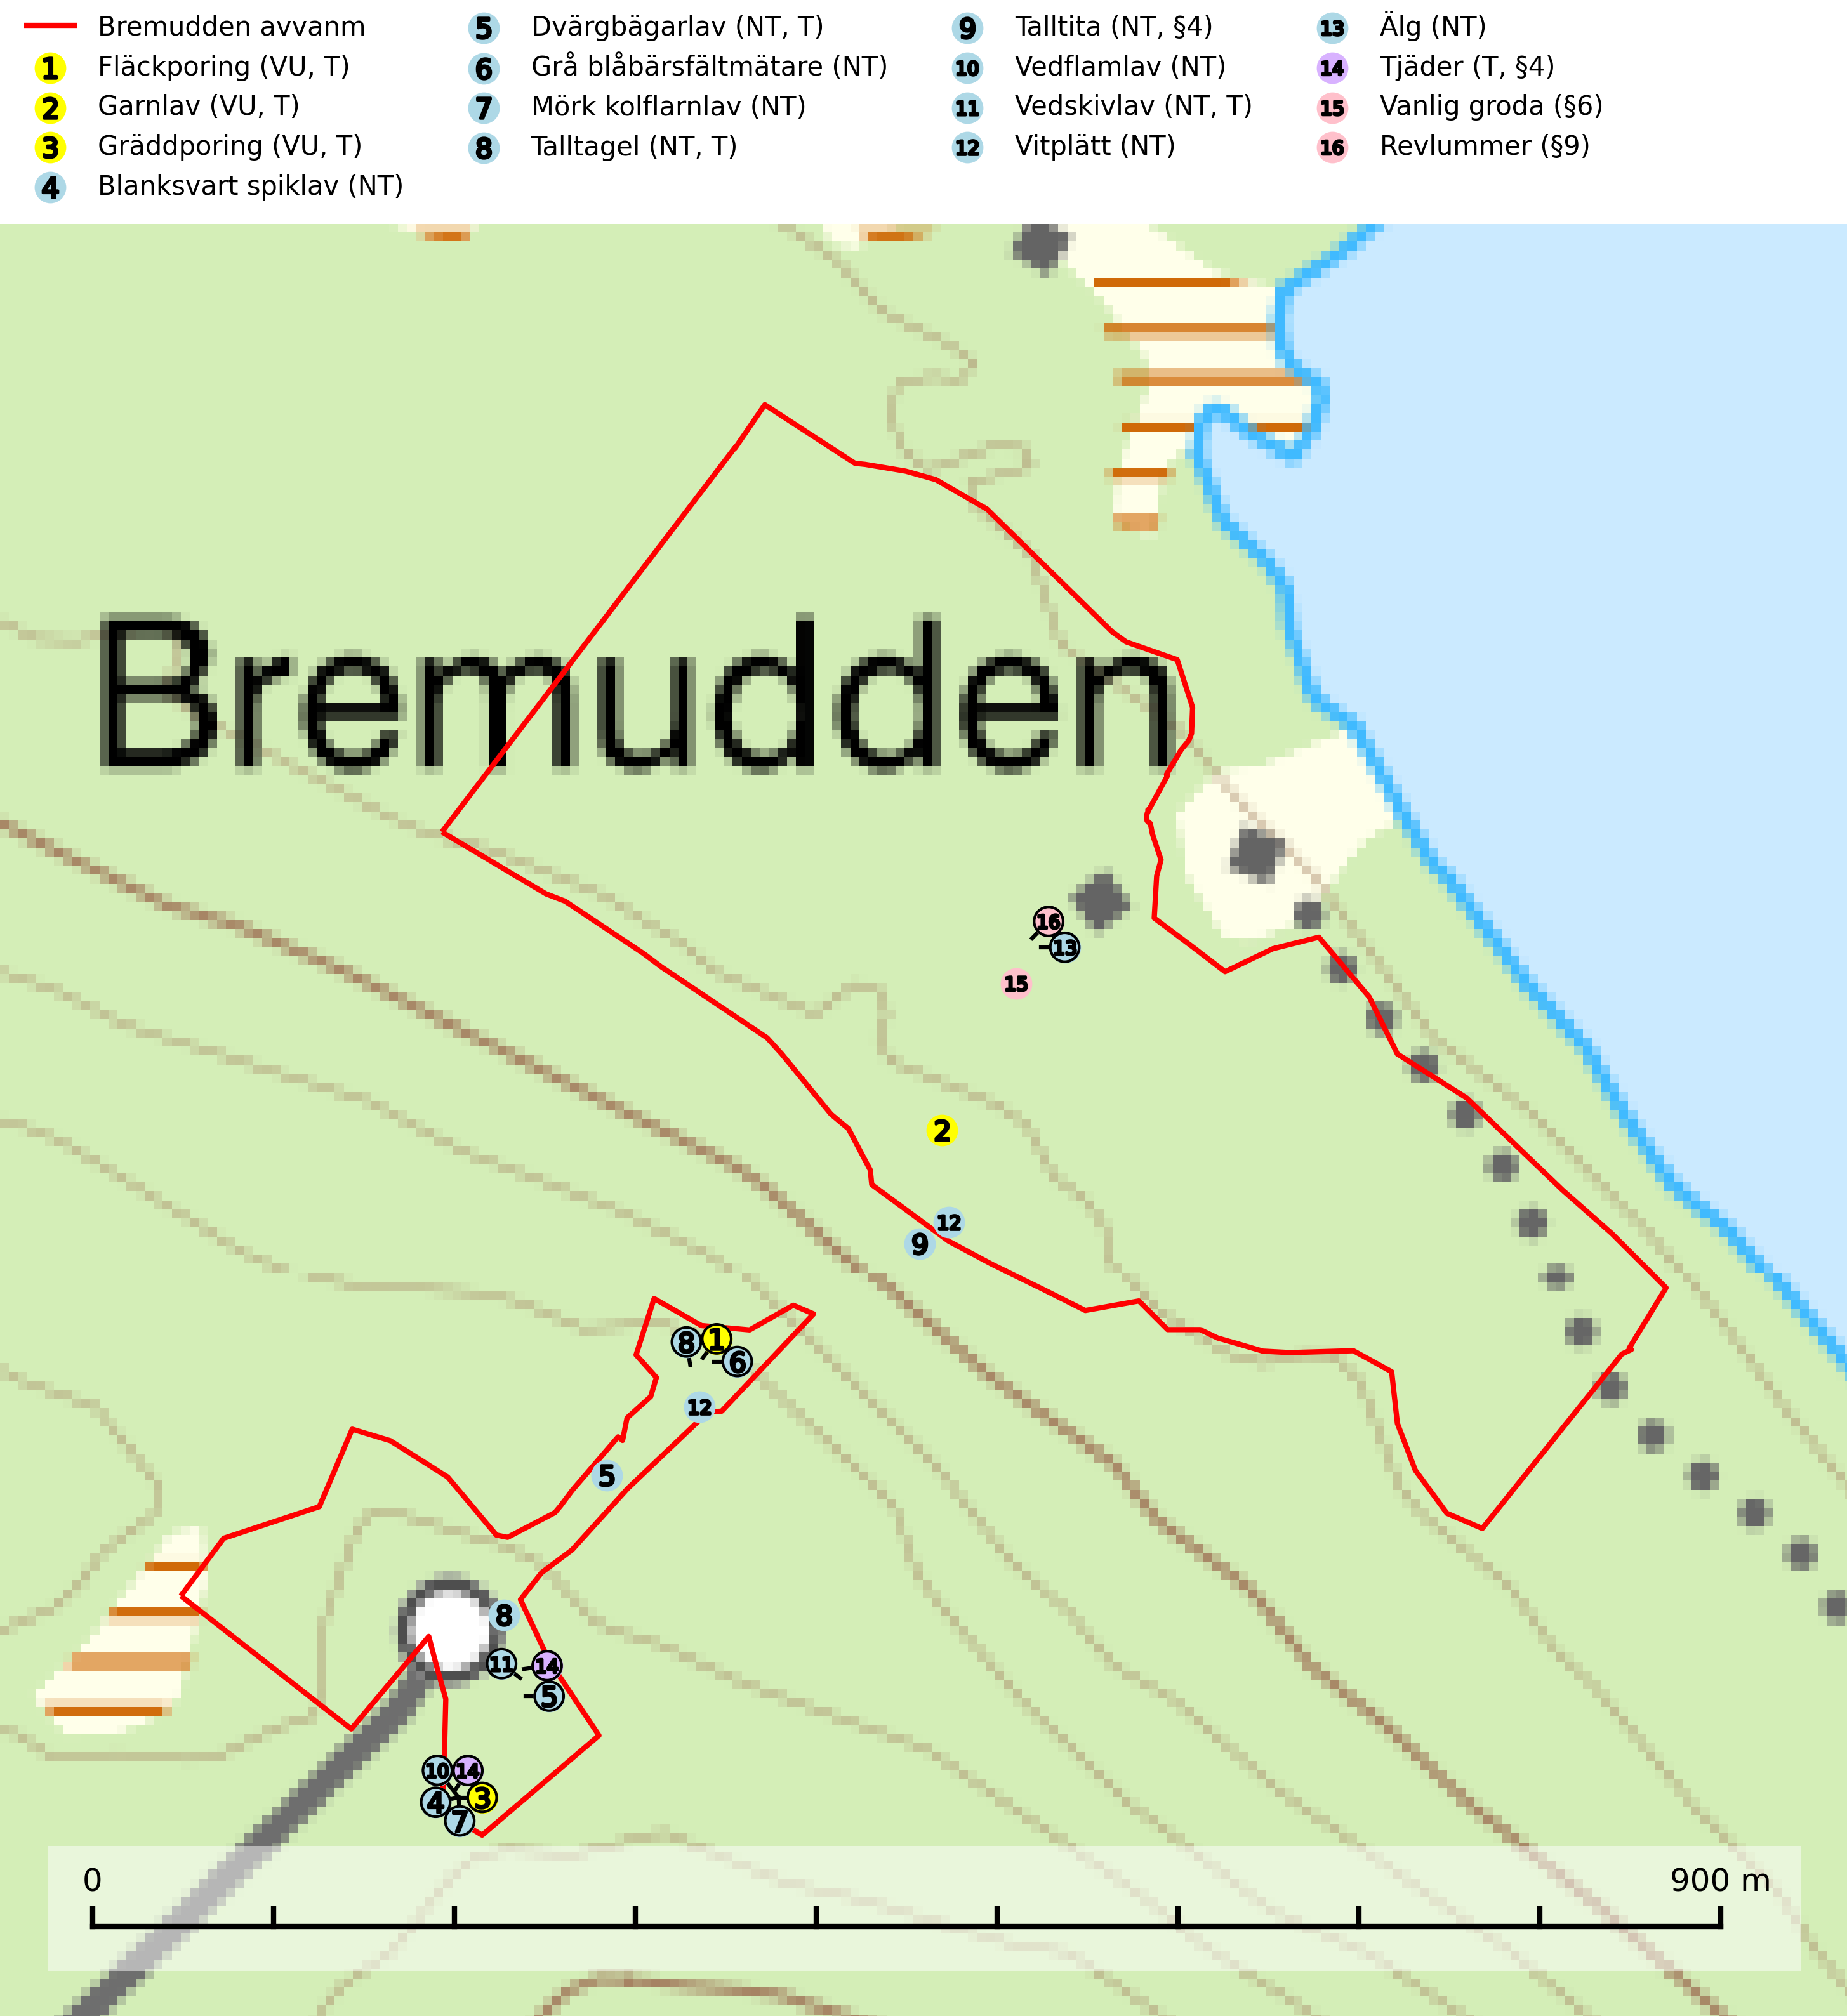 Bremudden avvanm
1 Fläckporing (VU, T)
2 Garnlav (VU, T)
3 Gräddporing (VU, T)
4 Blanksvart spiklav (NT)
5 Dvärgbägarlav (NT, T)
6 Grå blåbärsfältmätare (NT)
7 Mörk kolflarnlav (NT)
8 Talltagel (NT, T)
9 Talltita (NT, §4)
10 Vedflamlav (NT)
11 Vedskivlav (NT, T)
12 Vitplätt (NT)
13 Älg (NT)
14 Tjäder (T, §4)
15 Vanlig groda (§6)
16 Revlummer (§9)
Bremudden
16
13
15
2
12
9
8 1
6
12
5
8
11 14
5
10 14
4 3
7
0 900 m